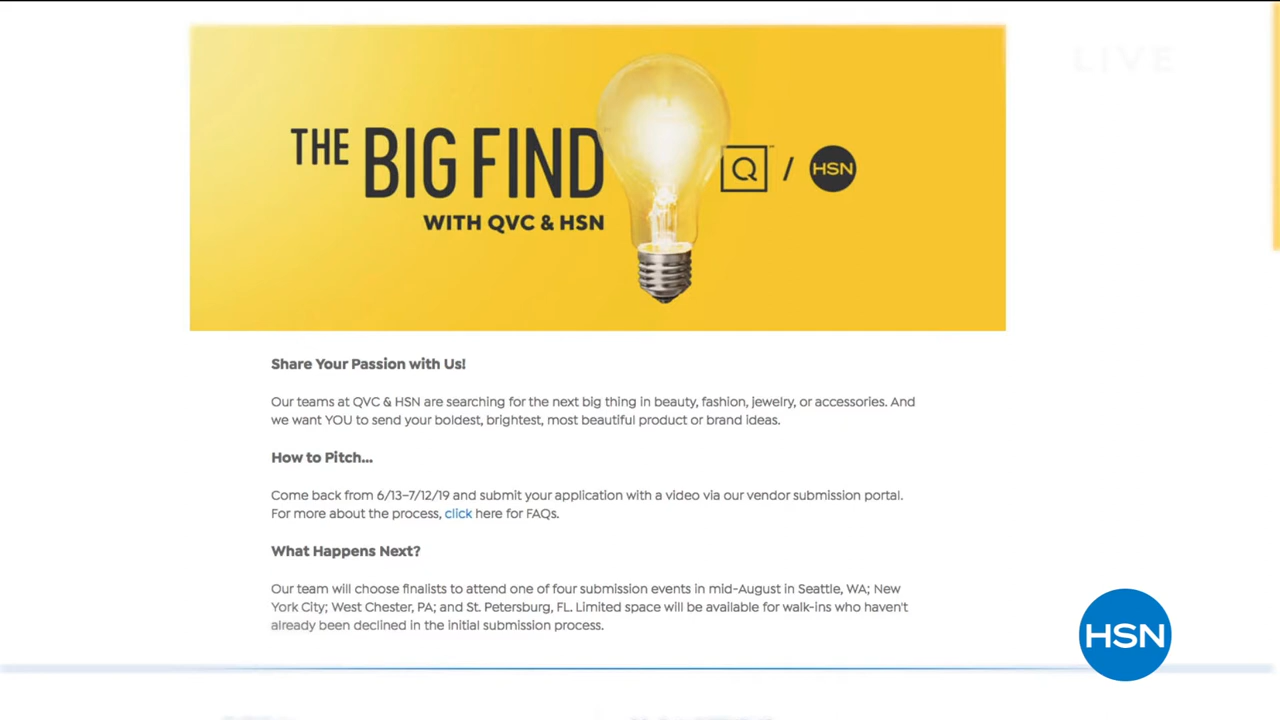 LIVE
THE BIG FIND
WITH QVC & HSN
Q / HSN
Share Your Passion with Us!
Our teams at QVC & HSN are searching for the next big thing in beauty, fashion, jewelry, or accessories. And
we want YOU to send your boldest, brightest, most beautiful product or brand ideas.
How to Pitch...
Come back from 6/13–7/12/19 and submit your application with a video via our vendor submission portal.
For more about the process, click here for FAQs.
What Happens Next?
Our team will choose finalists to attend one of four submission events in mid-August in Seattle, WA; New
York City; West Chester, PA; and St. Petersburg, FL. Limited space will be available for walk-ins who haven't
already been declined in the initial submission process.
HSN